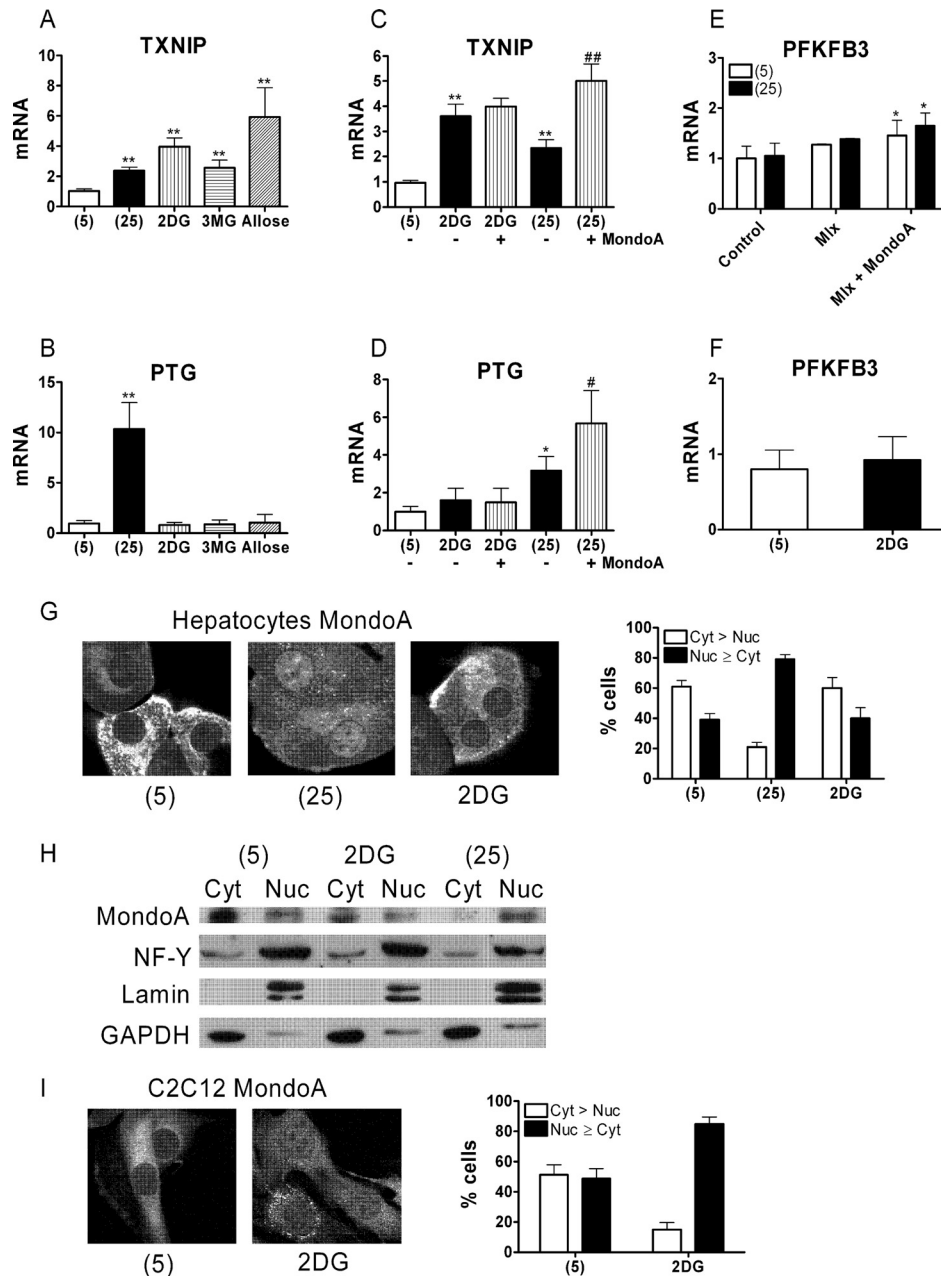 A
TXNIP
mRNA
10
8
6
4
2
0
** ** ** **
(5) (25) 2DG 3MG Allose
C
TXNIP
mRNA
6
5
4
3
2
1
0
** ** ##
(5) 2DG 2DG (25) (25)
- - + - + MondoA
E
PFKFB3
(5)
(25)
mRNA
3
2
1
0
* *
Control Mlx Mlx + MondoA
B
PTG
mRNA
15
10
5
0
**
(5) (25) 2DG 3MG Allose
D
PTG
mRNA
8
6
4
2
0
* #
(5) 2DG 2DG (25) (25)
- - + - + MondoA
F
PFKFB3
mRNA
2
1
0
(5) 2DG
G
Hepatocytes MondoA
(5) (25) 2DG
Cyt > Nuc
Nuc ≥ Cyt
% cells
100
80
60
40
20
0
(5) (25) 2DG
H
(5) 2DG (25)
Cyt Nuc Cyt Nuc Cyt Nuc
MondoA
NF-Y
Lamin
GAPDH
I
C2C12 MondoA
(5) 2DG
Cyt > Nuc
Nuc ≥ Cyt
% cells
100
80
60
40
20
0
(5) 2DG